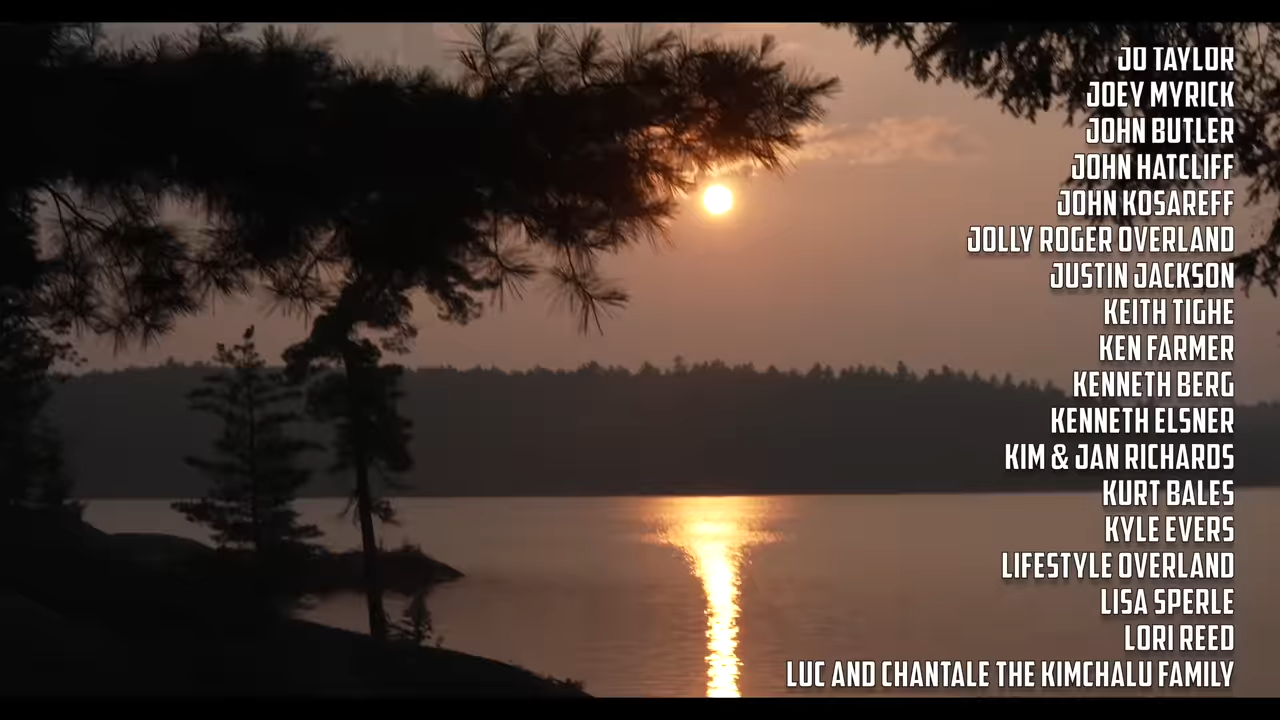 JO TAYLOR
JOEY MYRICK
JOHN BUTLER
JOHN HATCLIFF
JOHN KOSAREFF
JOLLY ROGER OVERLAND
JUSTIN JACKSON
KEITH TIGHE
KEN FARMER
KENNETH BERG
KENNETH ELSNER
KIM & JAN RICHARDS
KURT BALES
KYLE EVERS
LIFESTYLE OVERLAND
LISA SPERLE
LORI REED
LUC AND CHANTALE THE KIMCHALU FAMILY